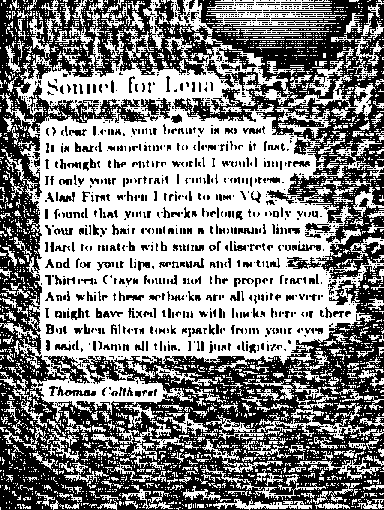 Sonnet for Lena
O dear Lena, your beauty is so vast
It is hard sometimes to describe it fast.
I thought the entire world I would impress
If only your portrait I could compress.
Alas! First when I tried to use VQ
I found that your cheeks belong to only you.
Your silky hair contains a thousand lines
Hard to match with sums of discrete cosines.
And for your lips, sensual and tactual
Thirteen Crays found not the proper fractal.
And while these setbacks are all quite severe
I might have fixed them with hacks here or there
But when filters took sparkle from your eyes
I said, 'Damn all this. I'll just digitize.'
Thomas Colthurst